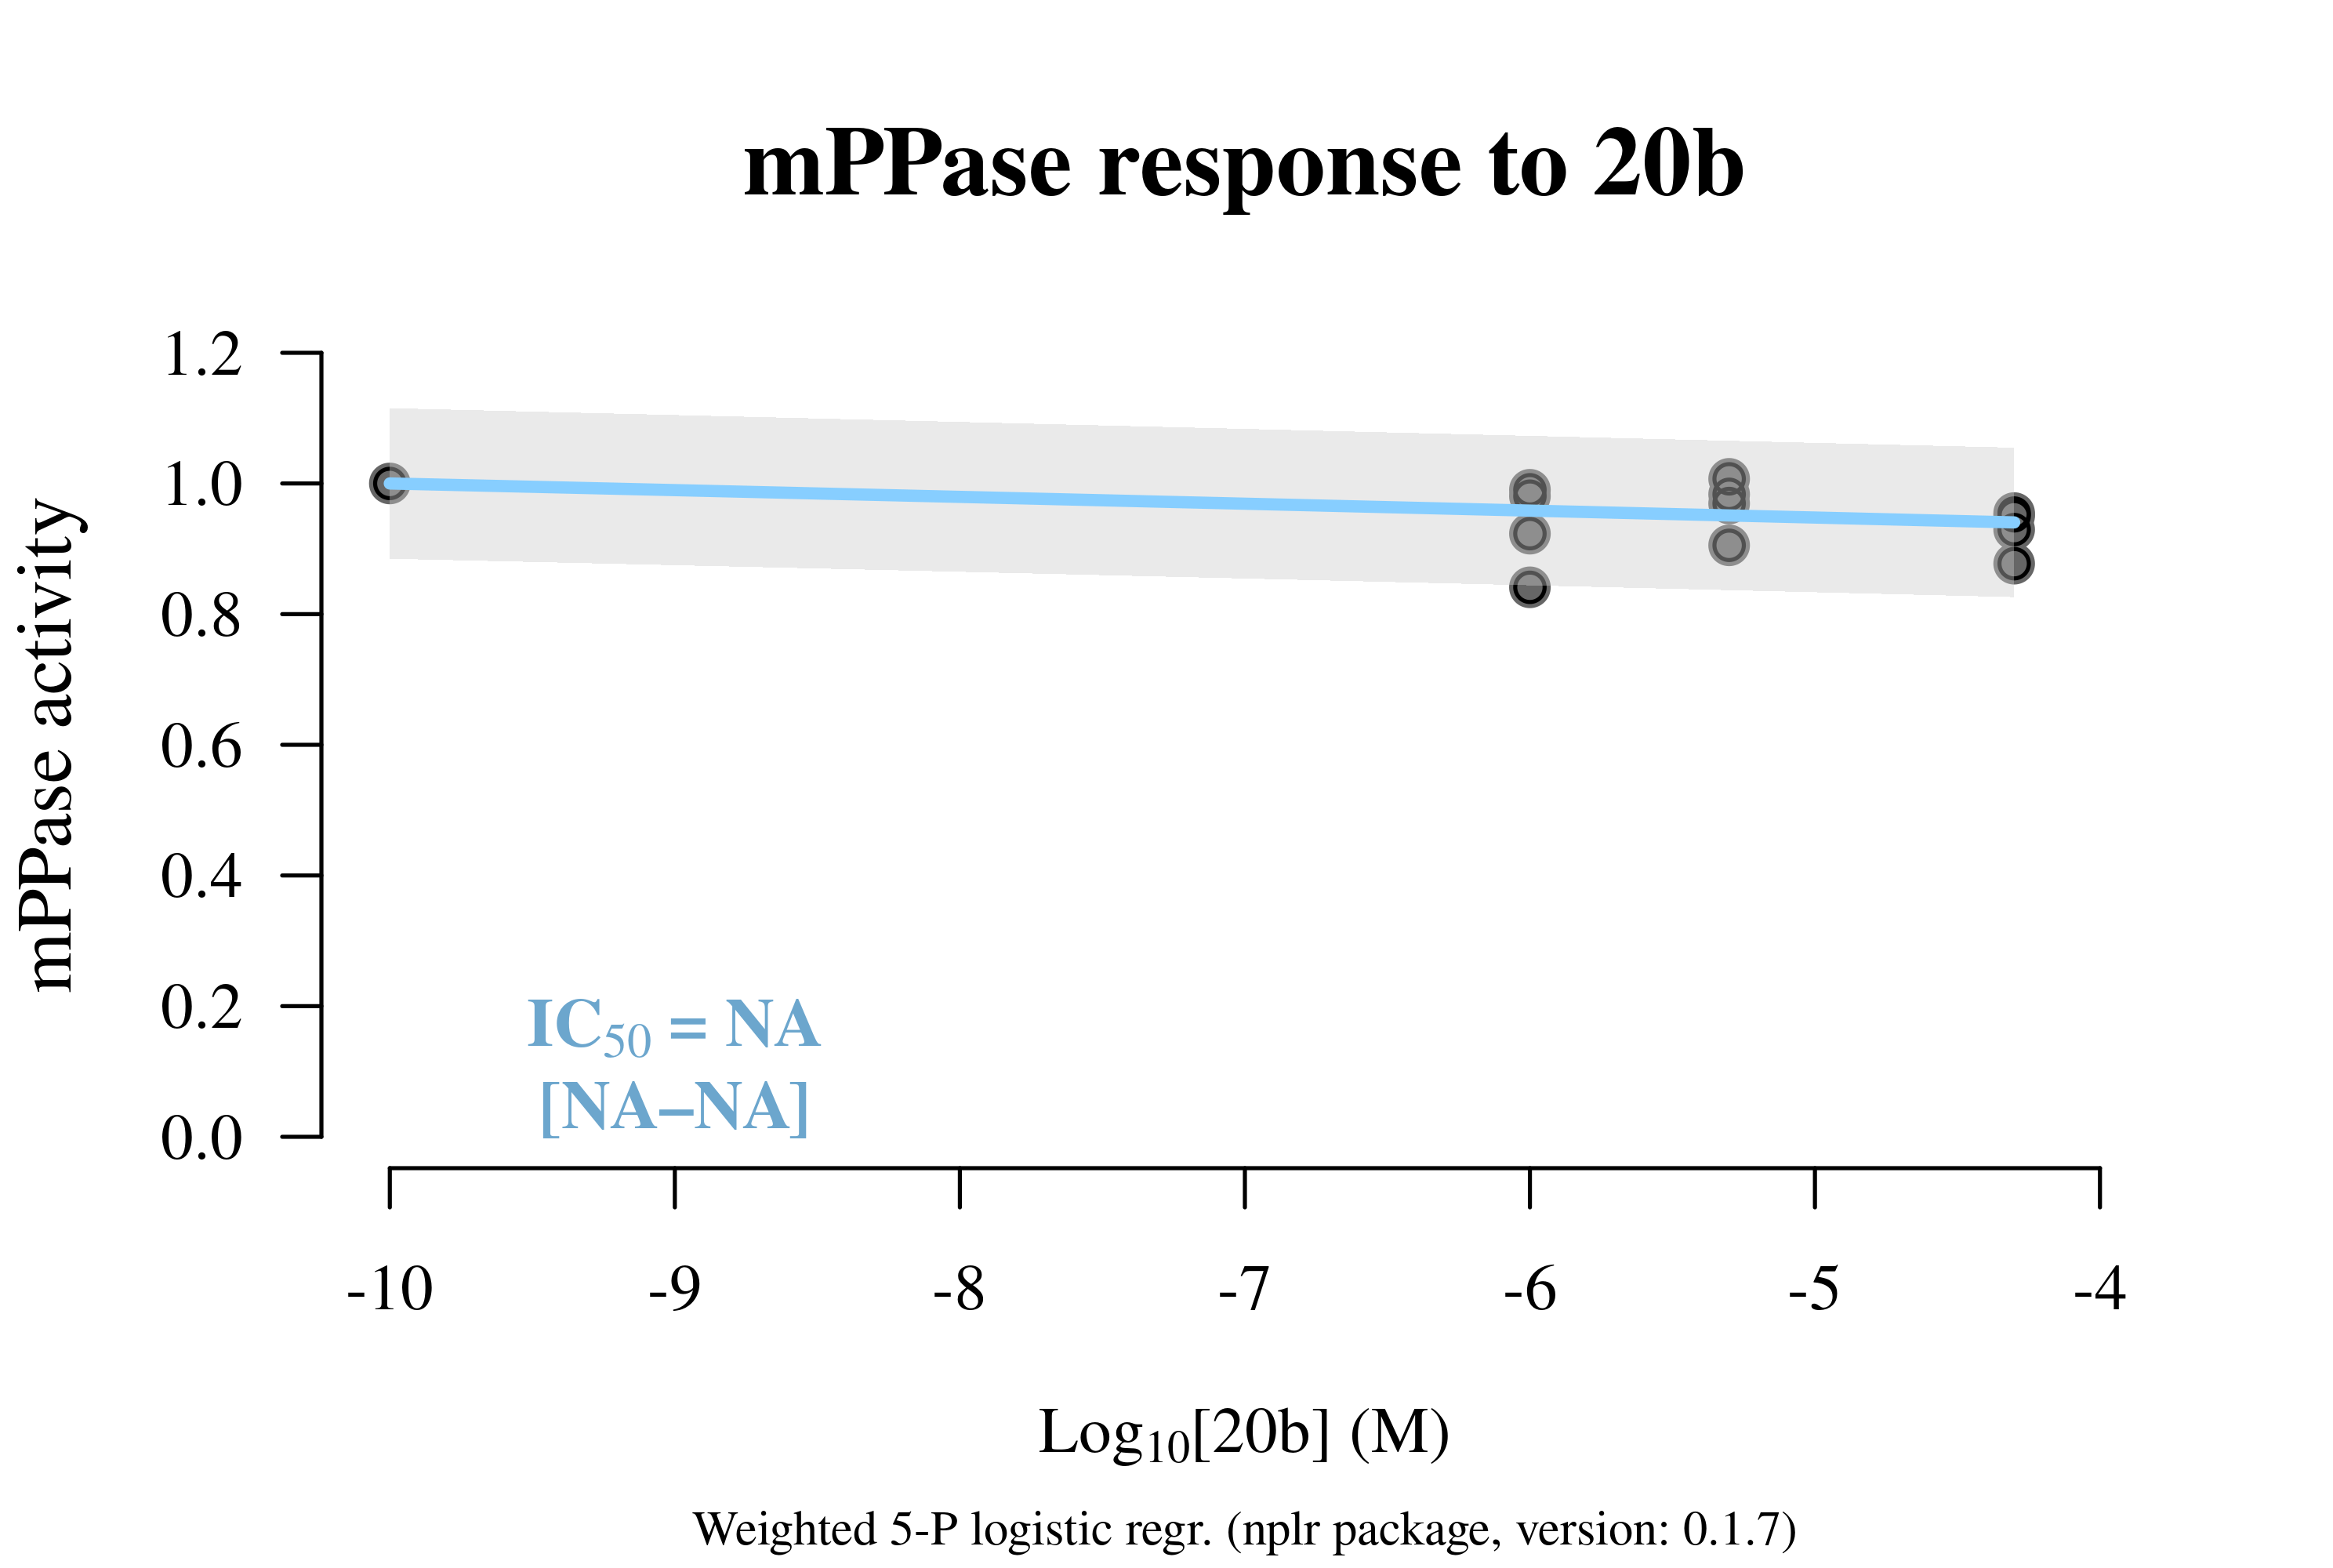 mPPase response to 20b
mPPase activity
1.2
1.0
0.8
0.6
0.4
0.2
0.0
IC₅₀ = NA
[NA–NA]
-10 -9 -8 -7 -6 -5 -4
Log₁₀[20b] (M)
Weighted 5-P logistic regr. (nplr package, version: 0.1.7)